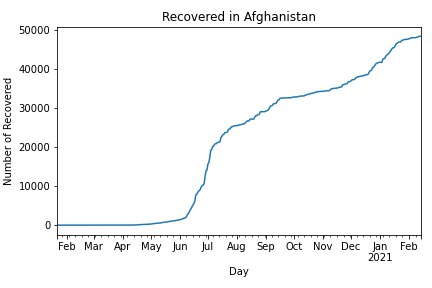 Recovered in Afghanistan
Number of Recovered
50000
40000
30000
20000
10000
0
Feb Mar Apr May Jun Jul Aug Sep Oct Nov Dec Jan Feb
2021
Day